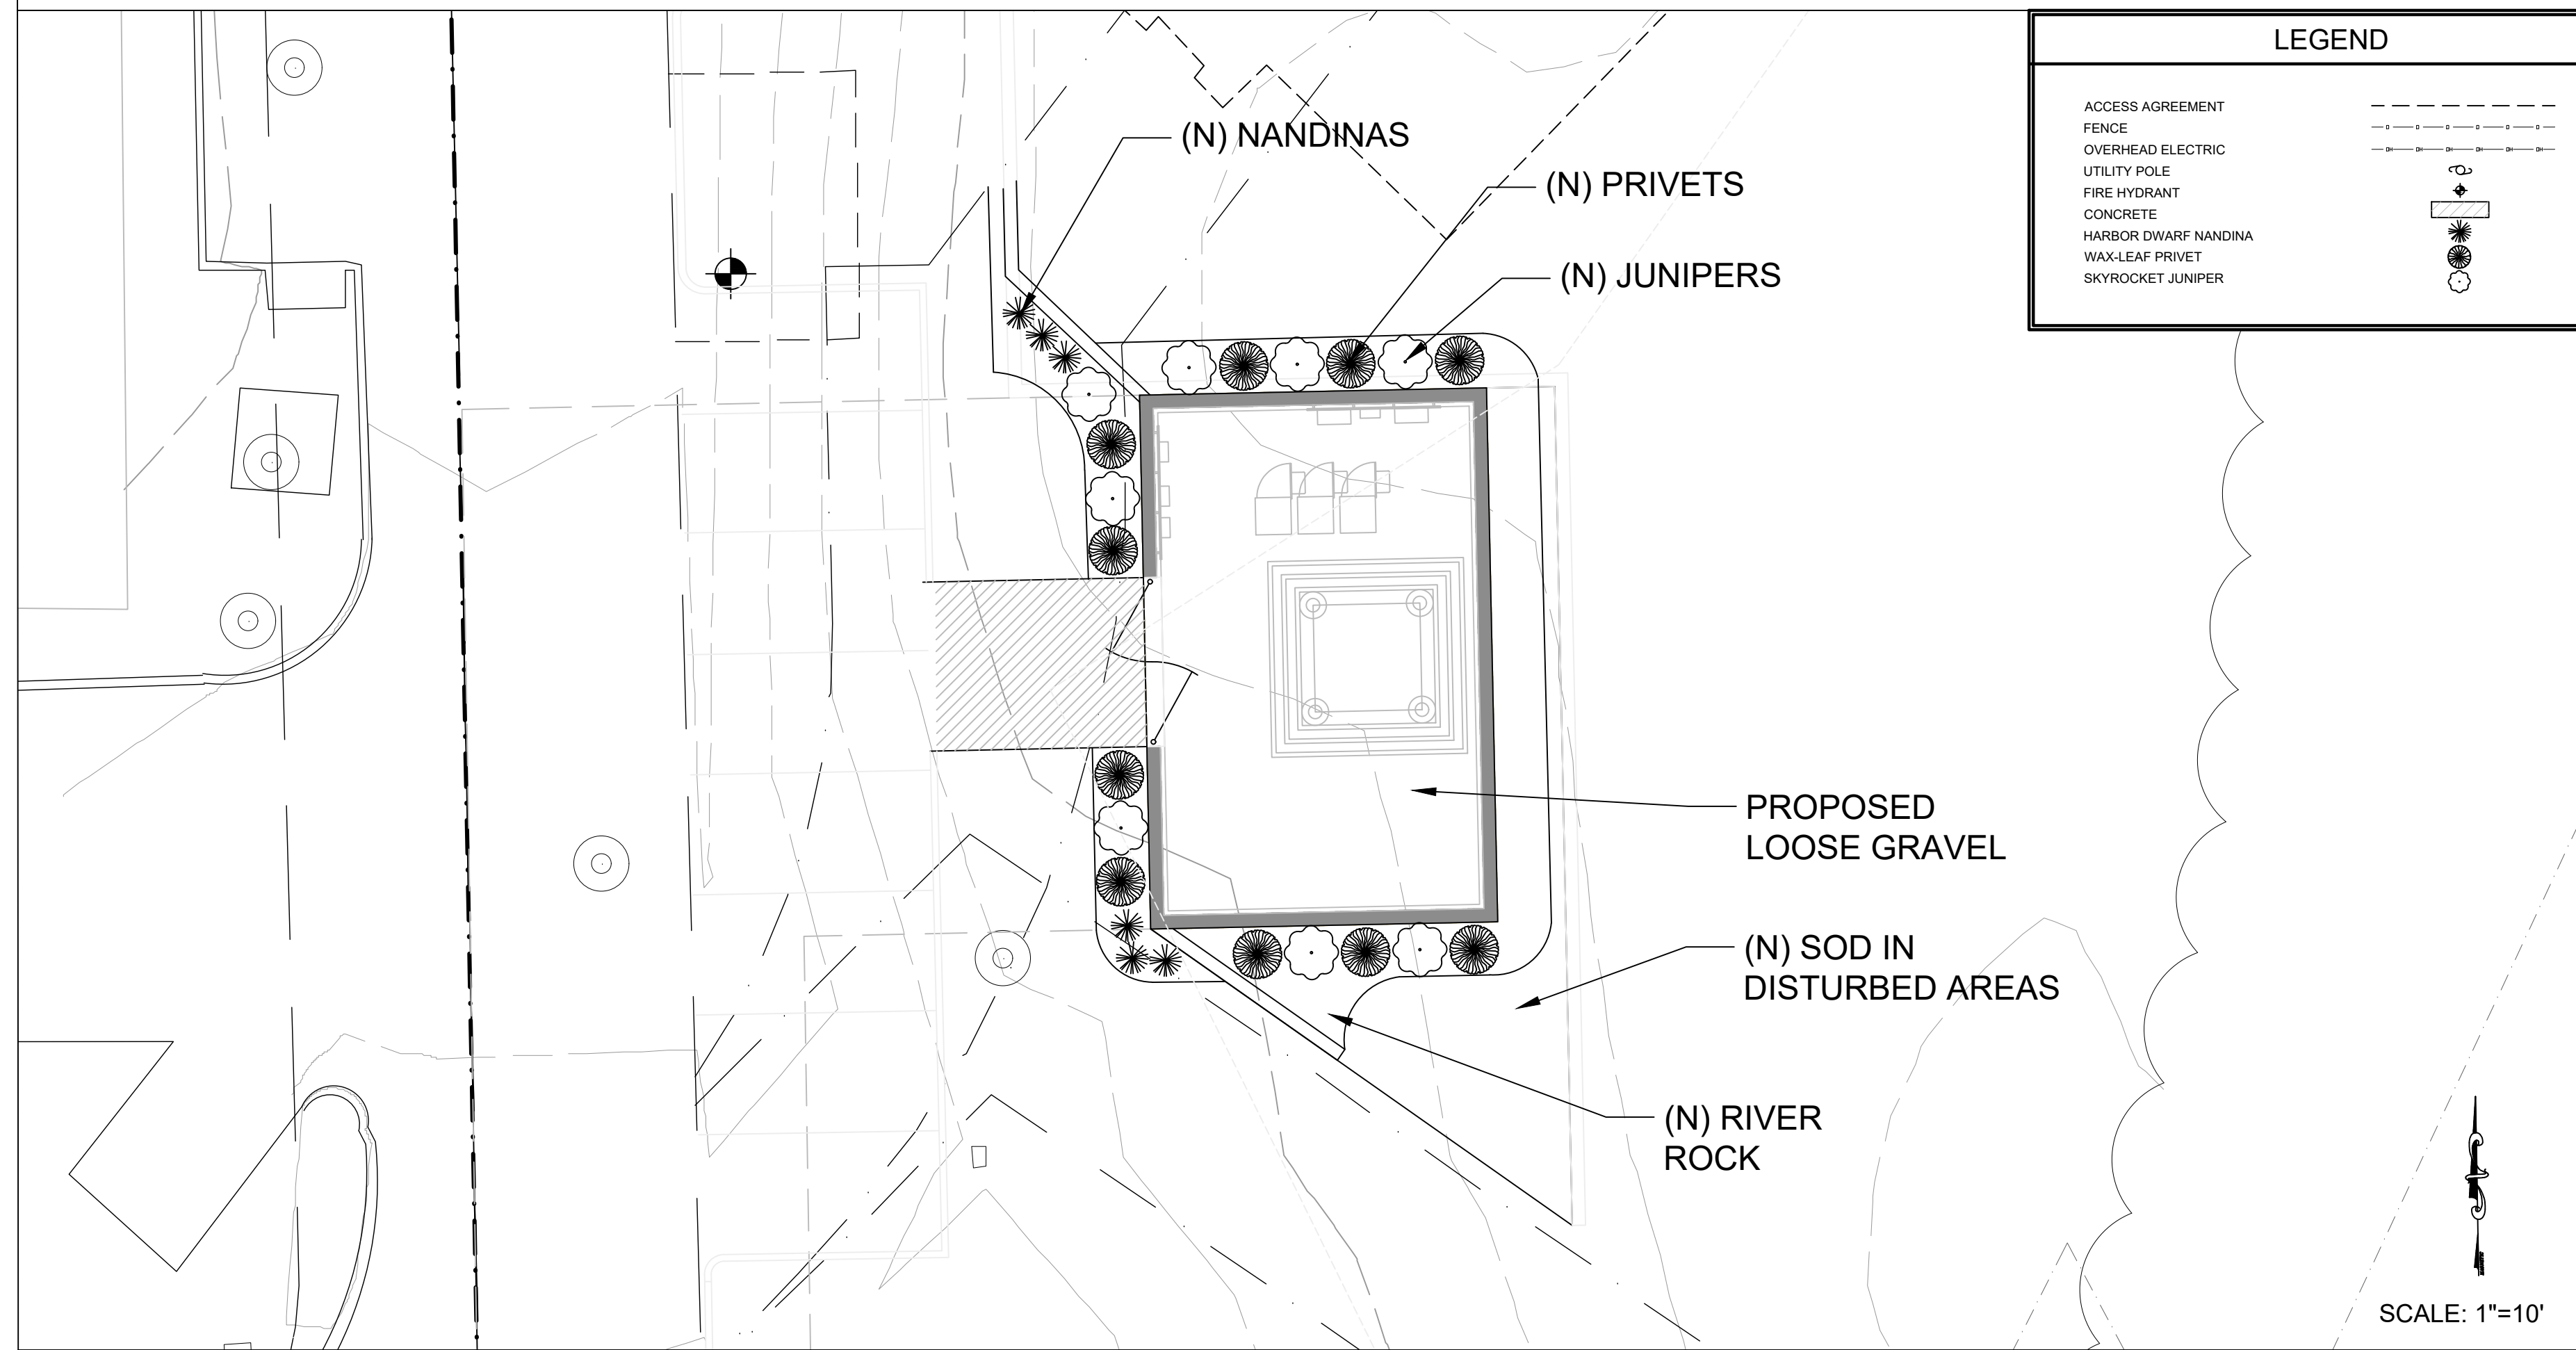 LEGEND
ACCESS AGREEMENT
FENCE
OVERHEAD ELECTRIC
UTILITY POLE
FIRE HYDRANT
CONCRETE
HARBOR DWARF NANDINA
WAX-LEAF PRIVET
SKYROCKET JUNIPER
(N) NANDINAS
(N) PRIVETS
(N) JUNIPERS
PROPOSED
LOOSE GRAVEL
(N) SOD IN
DISTURBED AREAS
(N) RIVER
ROCK
SCALE: 1"=10'